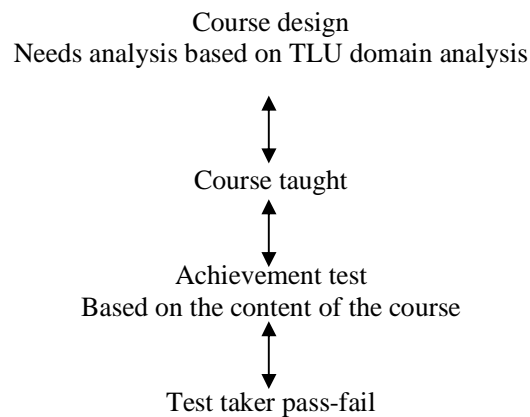 Course design
Needs analysis based on TLU domain analysis
Course taught
Achievement test
Based on the content of the course
Test taker pass-fail